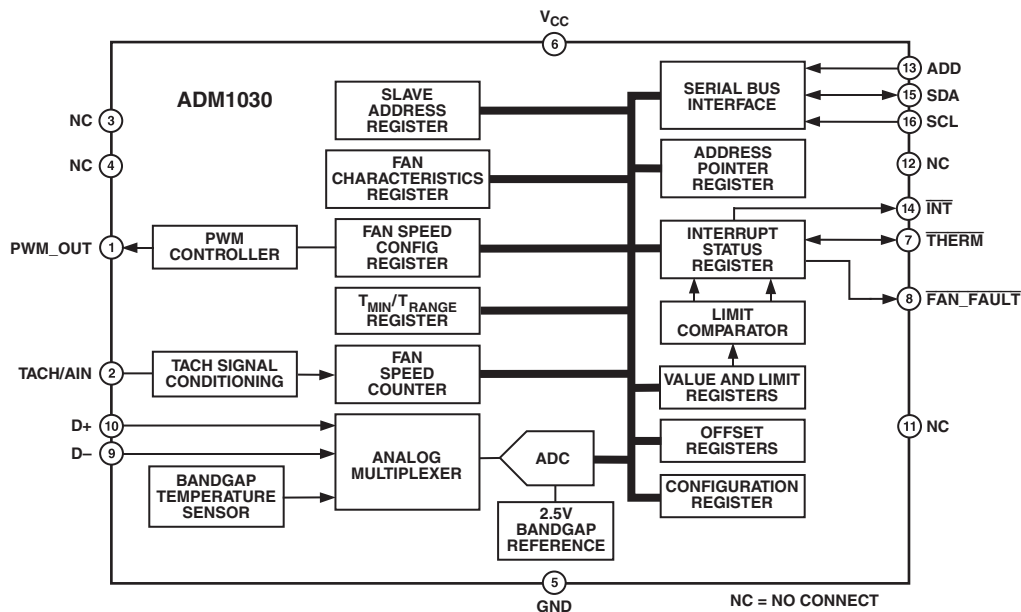 V_CC
6
ADM1030
NC 3
NC 4
PWM_OUT 1
TACH/AIN 2
D+ 10
D– 9
SLAVE
ADDRESS
REGISTER
FAN
CHARACTERISTICS
REGISTER
PWM
CONTROLLER
FAN SPEED
CONFIG
REGISTER
T_MIN/T_RANGE
REGISTER
TACH SIGNAL
CONDITIONING
FAN
SPEED
COUNTER
ANALOG
MULTIPLEXER
BANDGAP
TEMPERATURE
SENSOR
ADC
2.5V
BANDGAP
REFERENCE
SERIAL BUS
INTERFACE
ADDRESS
POINTER
REGISTER
INTERRUPT
STATUS
REGISTER
LIMIT
COMPARATOR
VALUE AND LIMIT
REGISTERS
OFFSET
REGISTERS
CONFIGURATION
REGISTER
13 ADD
15 SDA
16 SCL
12 NC
14 I̅N̅T̅
7 T̅H̅E̅R̅M̅
8 F̅A̅N̅_̅F̅A̅U̅L̅T̅
11 NC
5
GND
NC = NO CONNECT